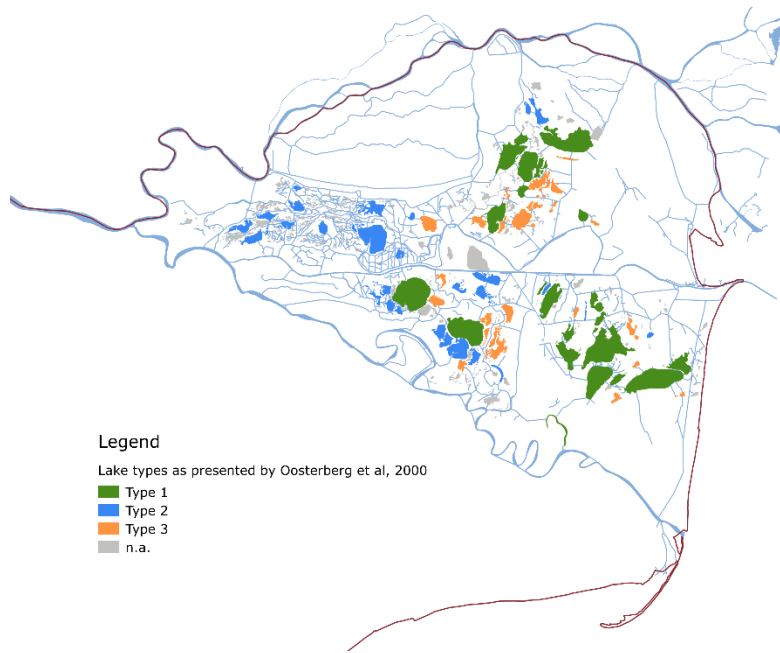 Legend
Lake types as presented by Oosterberg et al, 2000
Type 1
Type 2
Type 3
n.a.